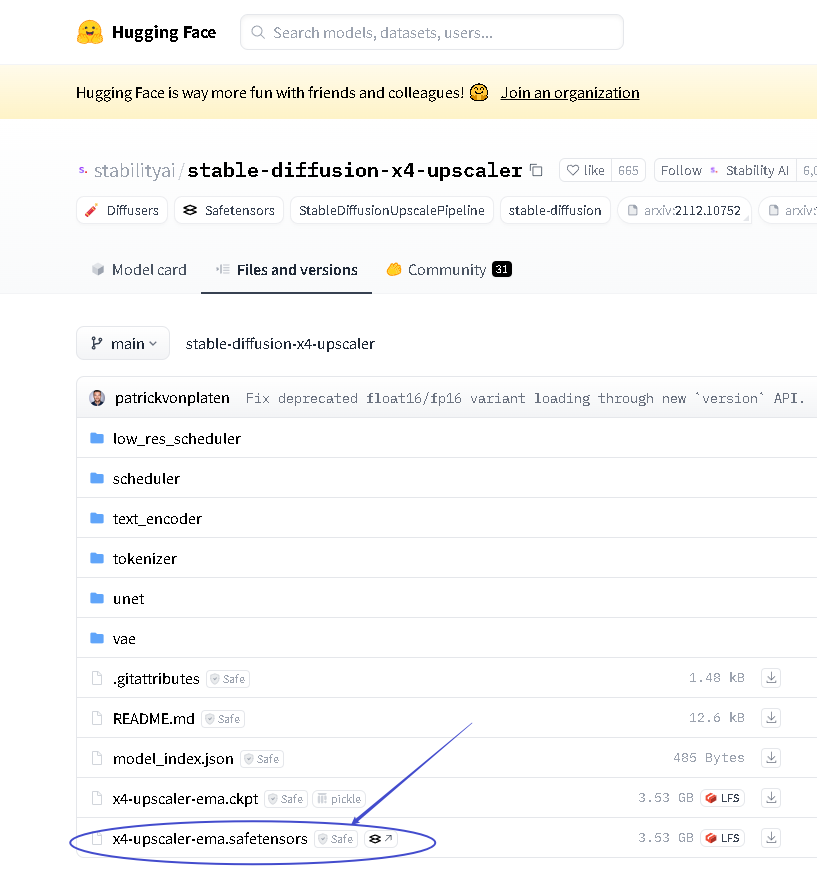 Hugging Face Search models, datasets, users...
Hugging Face is way more fun with friends and colleagues! Join an organization
stabilityai/stable-diffusion-x4-upscaler like 665 Follow Stability AI 6,0
Diffusers Safetensors StableDiffusionUpscalePipeline stable-diffusion arxiv:2112.10752 arxiv:
Model card Files and versions Community 31
main stable-diffusion-x4-upscaler
patrickvonplaten Fix deprecated float16/fp16 variant loading through new `version` API.
low_res_scheduler
scheduler
text_encoder
tokenizer
unet
vae
.gitattributes Safe 1.48 kB
README.md Safe 12.6 kB
model_index.json Safe 485 Bytes
x4-upscaler-ema.ckpt Safe pickle 3.53 GB LFS
x4-upscaler-ema.safetensors Safe 3.53 GB LFS